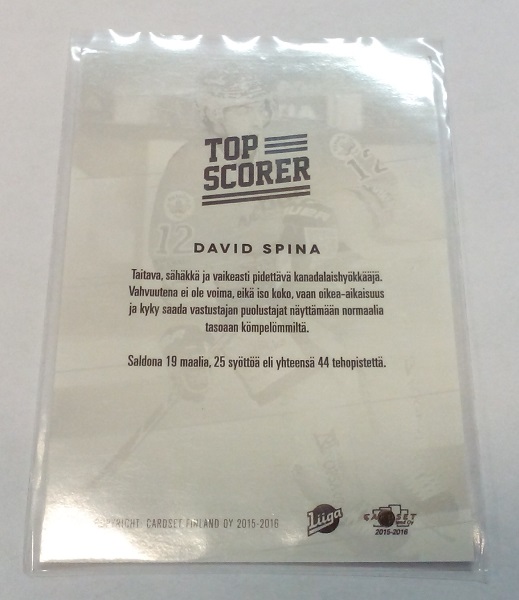 TOP
SCORER
12
DAVID SPINA
Taitava, sähäkkä ja vaikeasti pidettävä kanadalaishyökkääjä.
Vahvuutena ei ole voima, eikä iso koko, vaan oikea-aikaisuus
ja kyky saada vastustajan puolustajat näyttämään normaalia
tasoaan kömpelömmiltä.
Saldona 19 maalia, 25 syöttöä eli yhteensä 44 tehopistettä.
COPYRIGHT CARDSET FINLAND OY 2015-2016
Liiga
CARDSET
2015-2016